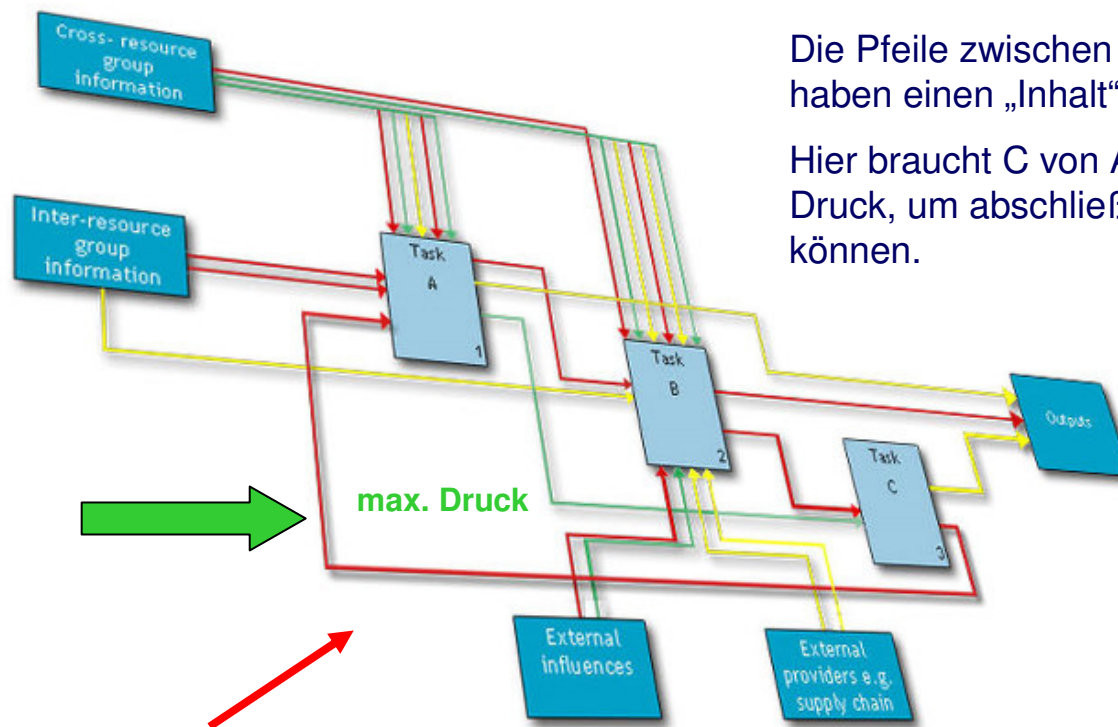 Cross- resource
group
information
Die Pfeile zwischen
haben einen „Inhalt“
Hier braucht C von
Druck, um
können.
Inter-resource
group
information
Task
A
1
Task
B
2
Outputs
Task
C
3
max. Druck
External
influences
External
providers e.g.
supply chain